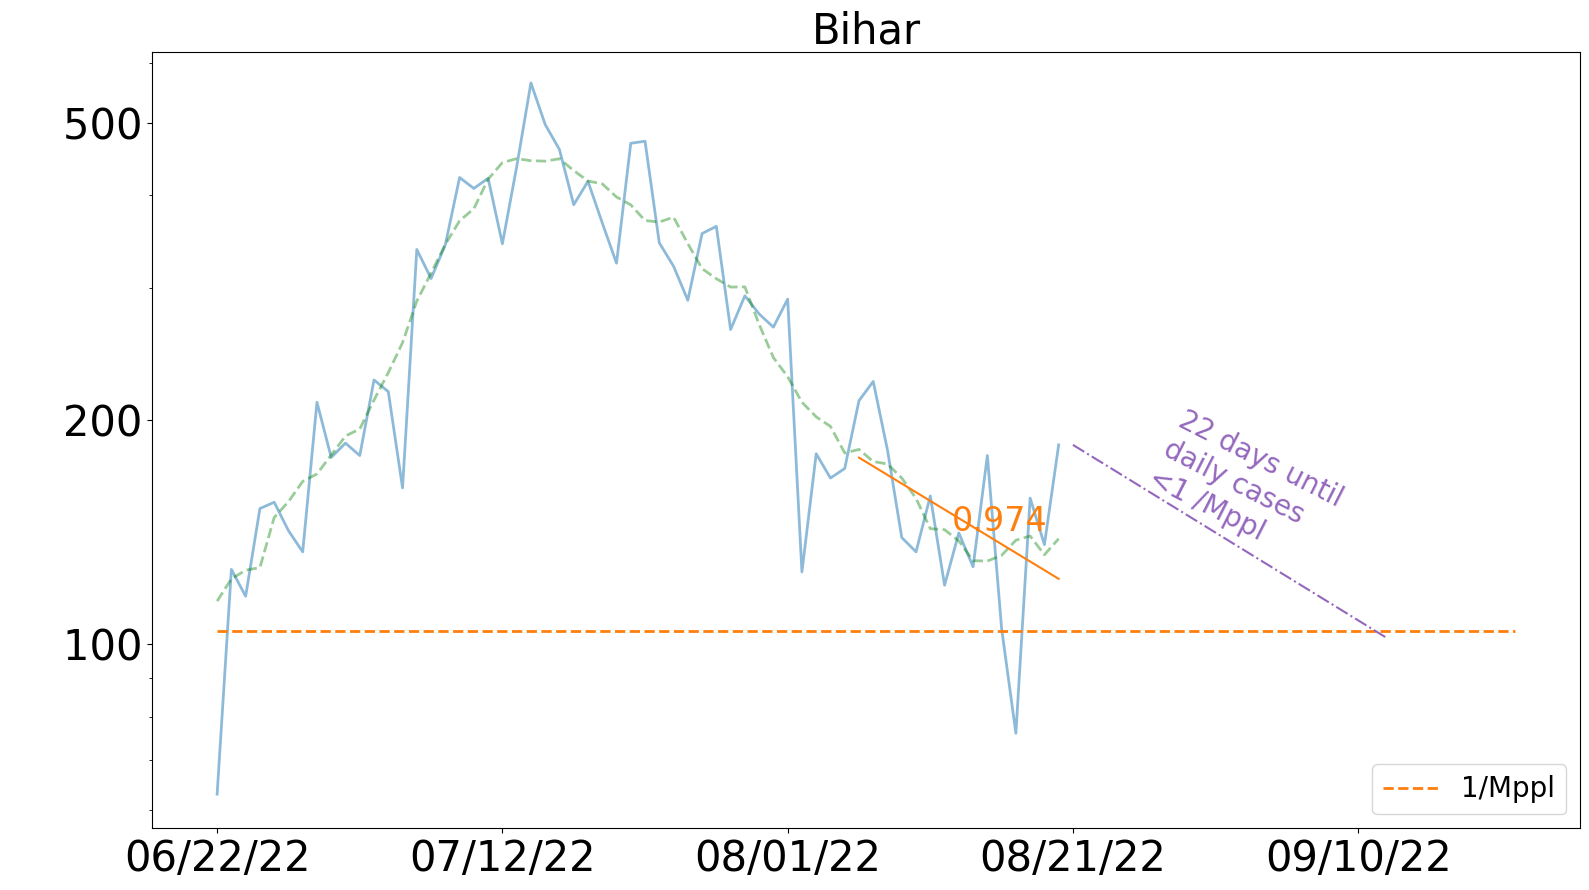 Bihar
500
200
100
0.974
22 days until
daily cases
<1 /Mppl
1/Mppl
06/22/22
07/12/22
08/01/22
08/21/22
09/10/22